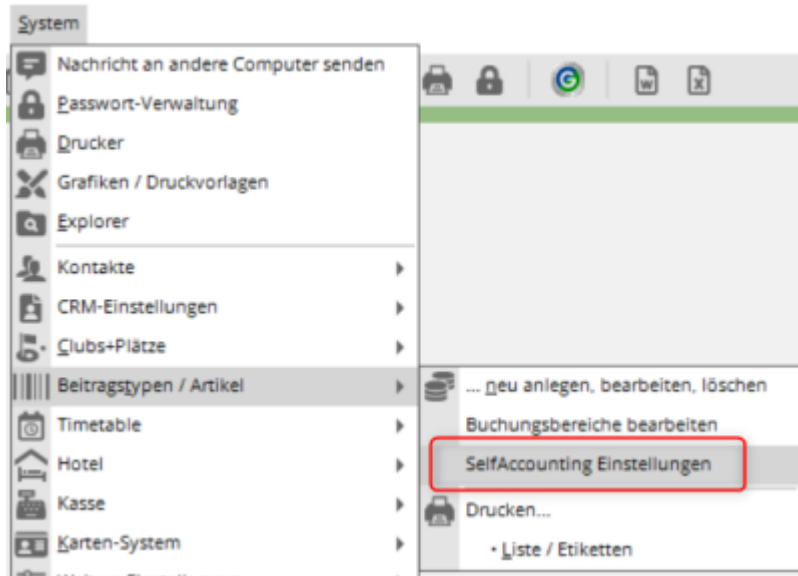 System
Nachricht an andere Computer senden
Passwort-Verwaltung
Drucker
Grafiken / Druckvorlagen
Explorer
Kontakte
CRM-Einstellungen
Clubs+Plätze
Beitragstypen / Artikel
... neu anlegen, bearbeiten, löschen
Timetable
Buchungsbereiche bearbeiten
Hotel
SelfAccounting Einstellungen
Kasse
Drucken...
Karten-System
• Liste / Etiketten